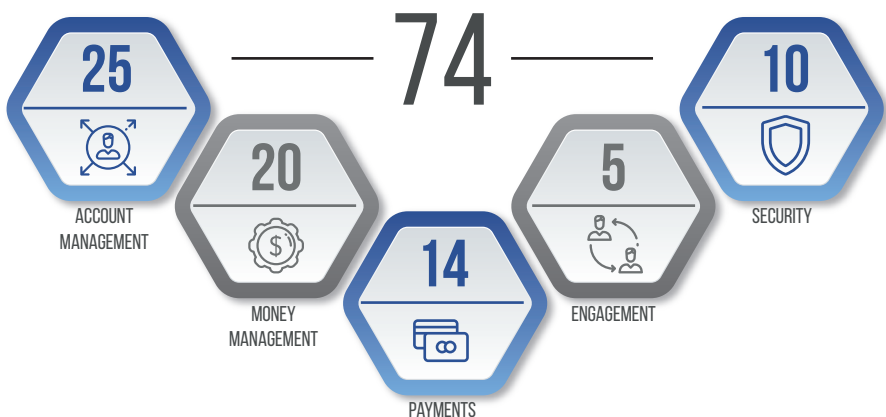 74
25
ACCOUNT
MANAGEMENT
20
$
MONEY
MANAGEMENT
14
PAYMENTS
5
ENGAGEMENT
10
SECURITY